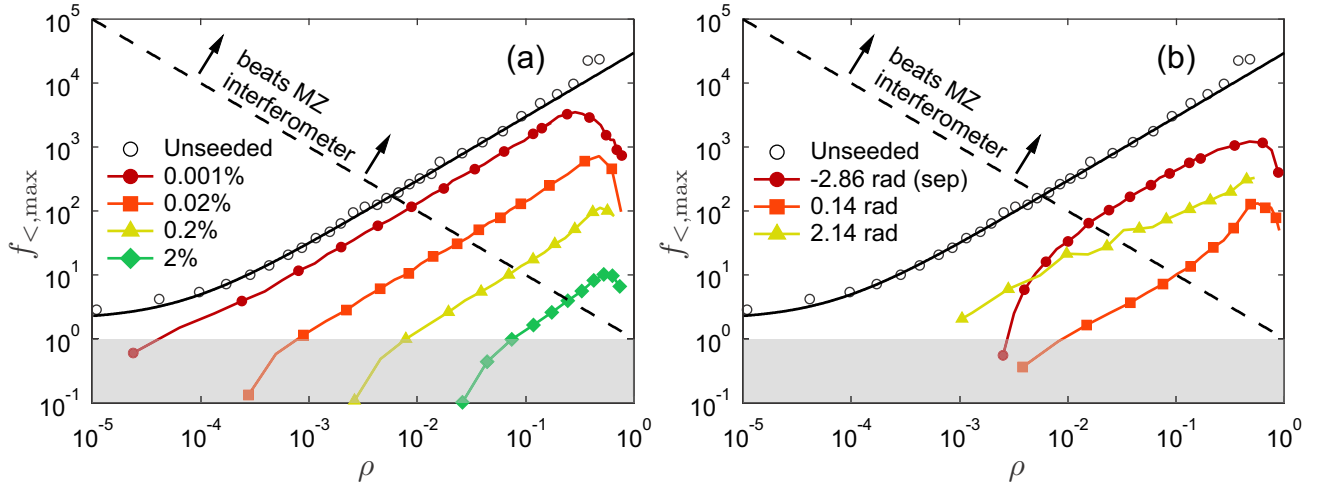 10^5
10^4
10^3
10^2
10^1
10^0
10^-1
f<,max
10^-5
10^-4
10^-3
10^-2
10^-1
10^0
ρ
(a)
beats MZ
interferometer
Unseeded
0.001%
0.02%
0.2%
2%
10^5
10^4
10^3
10^2
10^1
10^0
10^-1
f<,max
10^-5
10^-4
10^-3
10^-2
10^-1
10^0
ρ
(b)
beats MZ
interferometer
Unseeded
-2.86 rad (sep)
0.14 rad
2.14 rad